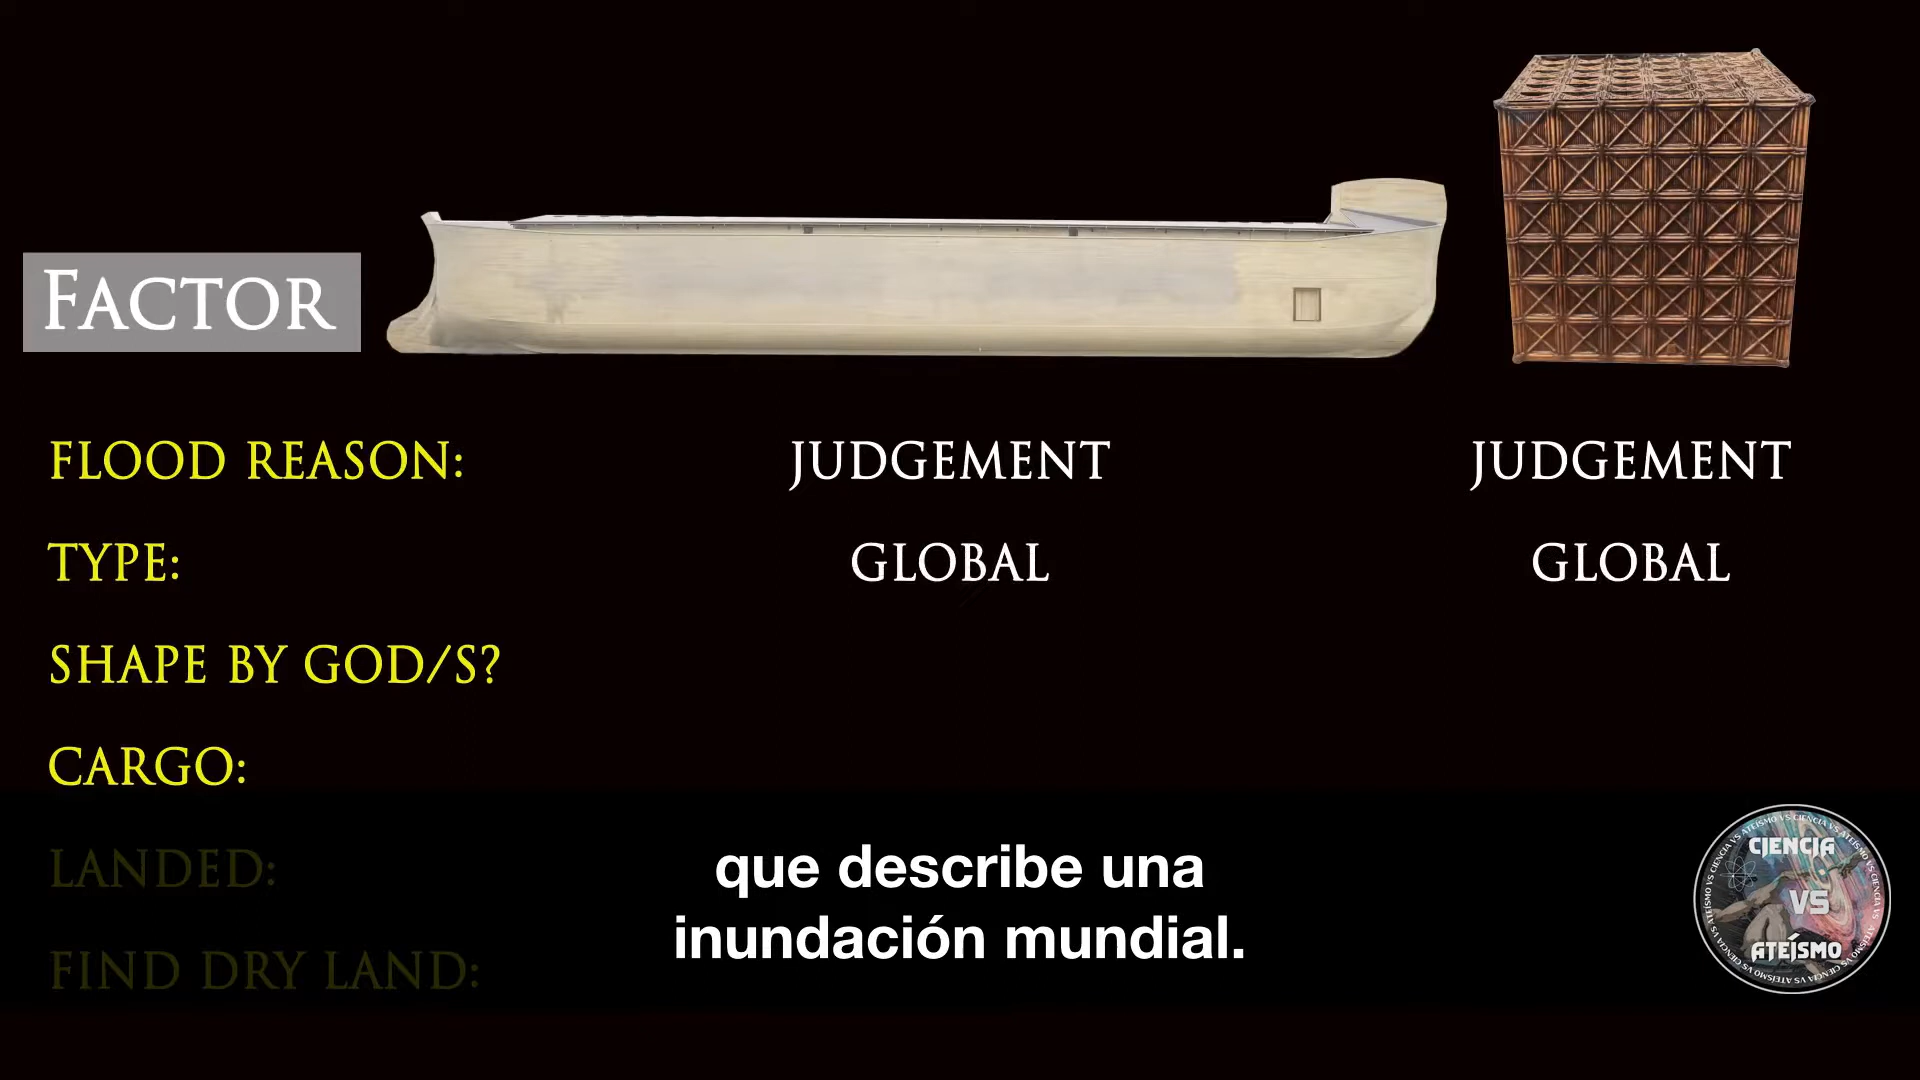 FACTOR
FLOOD REASON: JUDGEMENT JUDGEMENT
TYPE: GLOBAL GLOBAL
SHAPE BY GOD/S?
CARGO:
LANDED:
FIND DRY LAND:
que describe una
inundación mundial.
CIENCIA
VS
ATEÍSMO